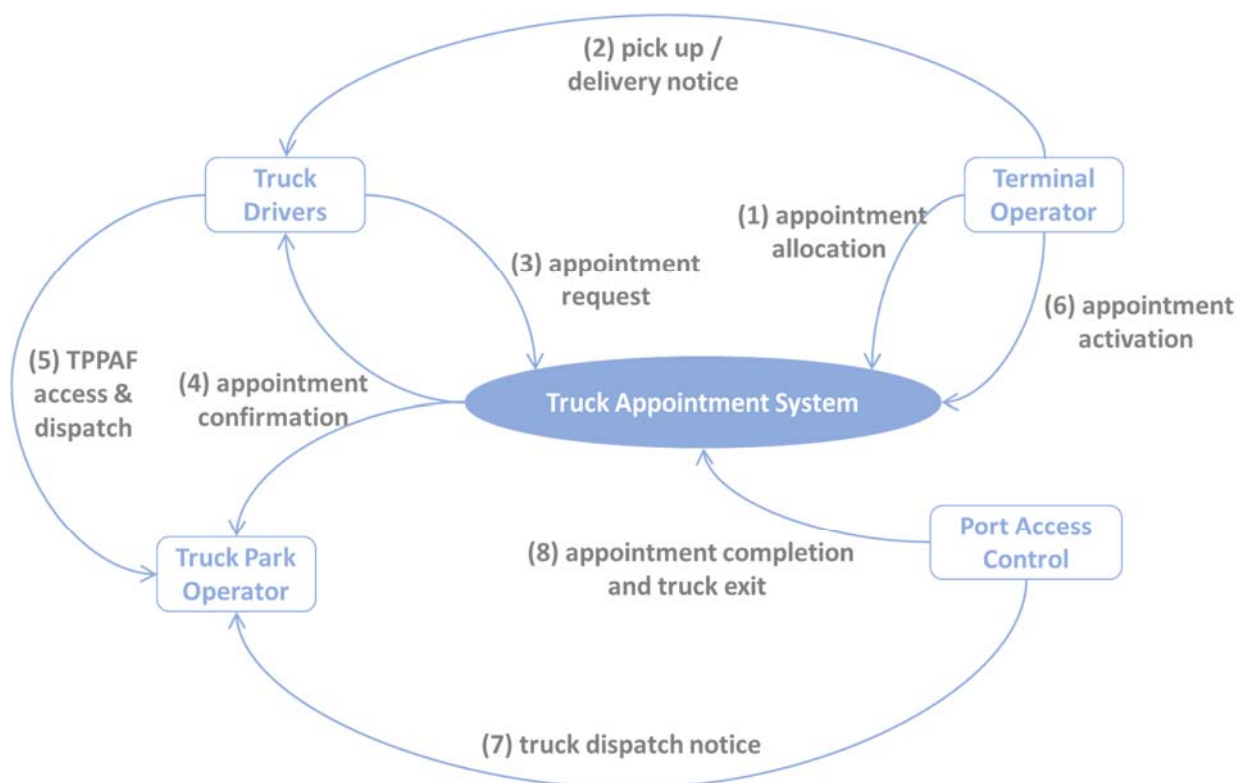 (2) pick up /
delivery notice
Truck
Drivers
Terminal
Operator
(1) appointment
allocation
(3) appointment
request
(6) appointment
activation
(5) TPPAF
access &
dispatch
(4) appointment
confirmation
Truck Appointment System
Truck Park
Operator
(8) appointment completion
and truck exit
Port Access
Control
(7) truck dispatch notice